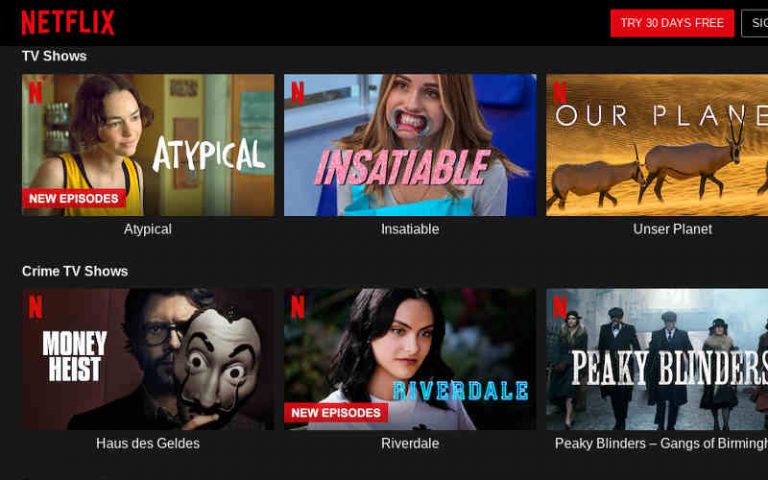 NETFLIX
TRY 30 DAYS FREE
SIG
TV Shows
N
ATYPICAL
NEW EPISODES
N
INSATIABLE
N
OUR PLANE
Atypical
Insatiable
Unser Planet
Crime TV Shows
N
MONEY
HEIST
N
RIVERDALE
NEW EPISODES
N
PEAKY BLINDERS
Haus des Geldes
Riverdale
Peaky Blinders – Gangs of Birmingh